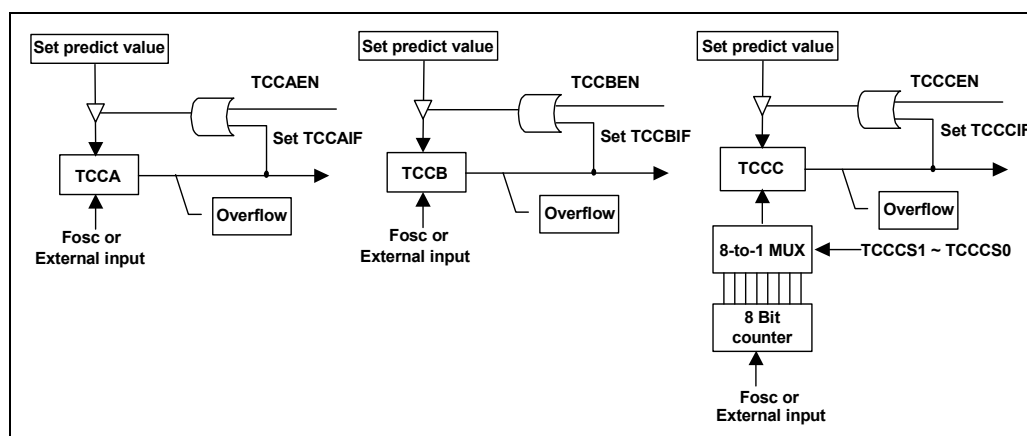 Set predict value
TCCAEN
Set TCCAIF
TCCA
Overflow
Fosc or
External input
Set predict value
TCCBEN
Set TCCBIF
TCCB
Overflow
Fosc or
External input
Set predict value
TCCCEN
Set TCCCIF
TCCC
Overflow
8-to-1 MUX
TCCCS1 ~ TCCCS0
8 Bit
counter
Fosc or
External input